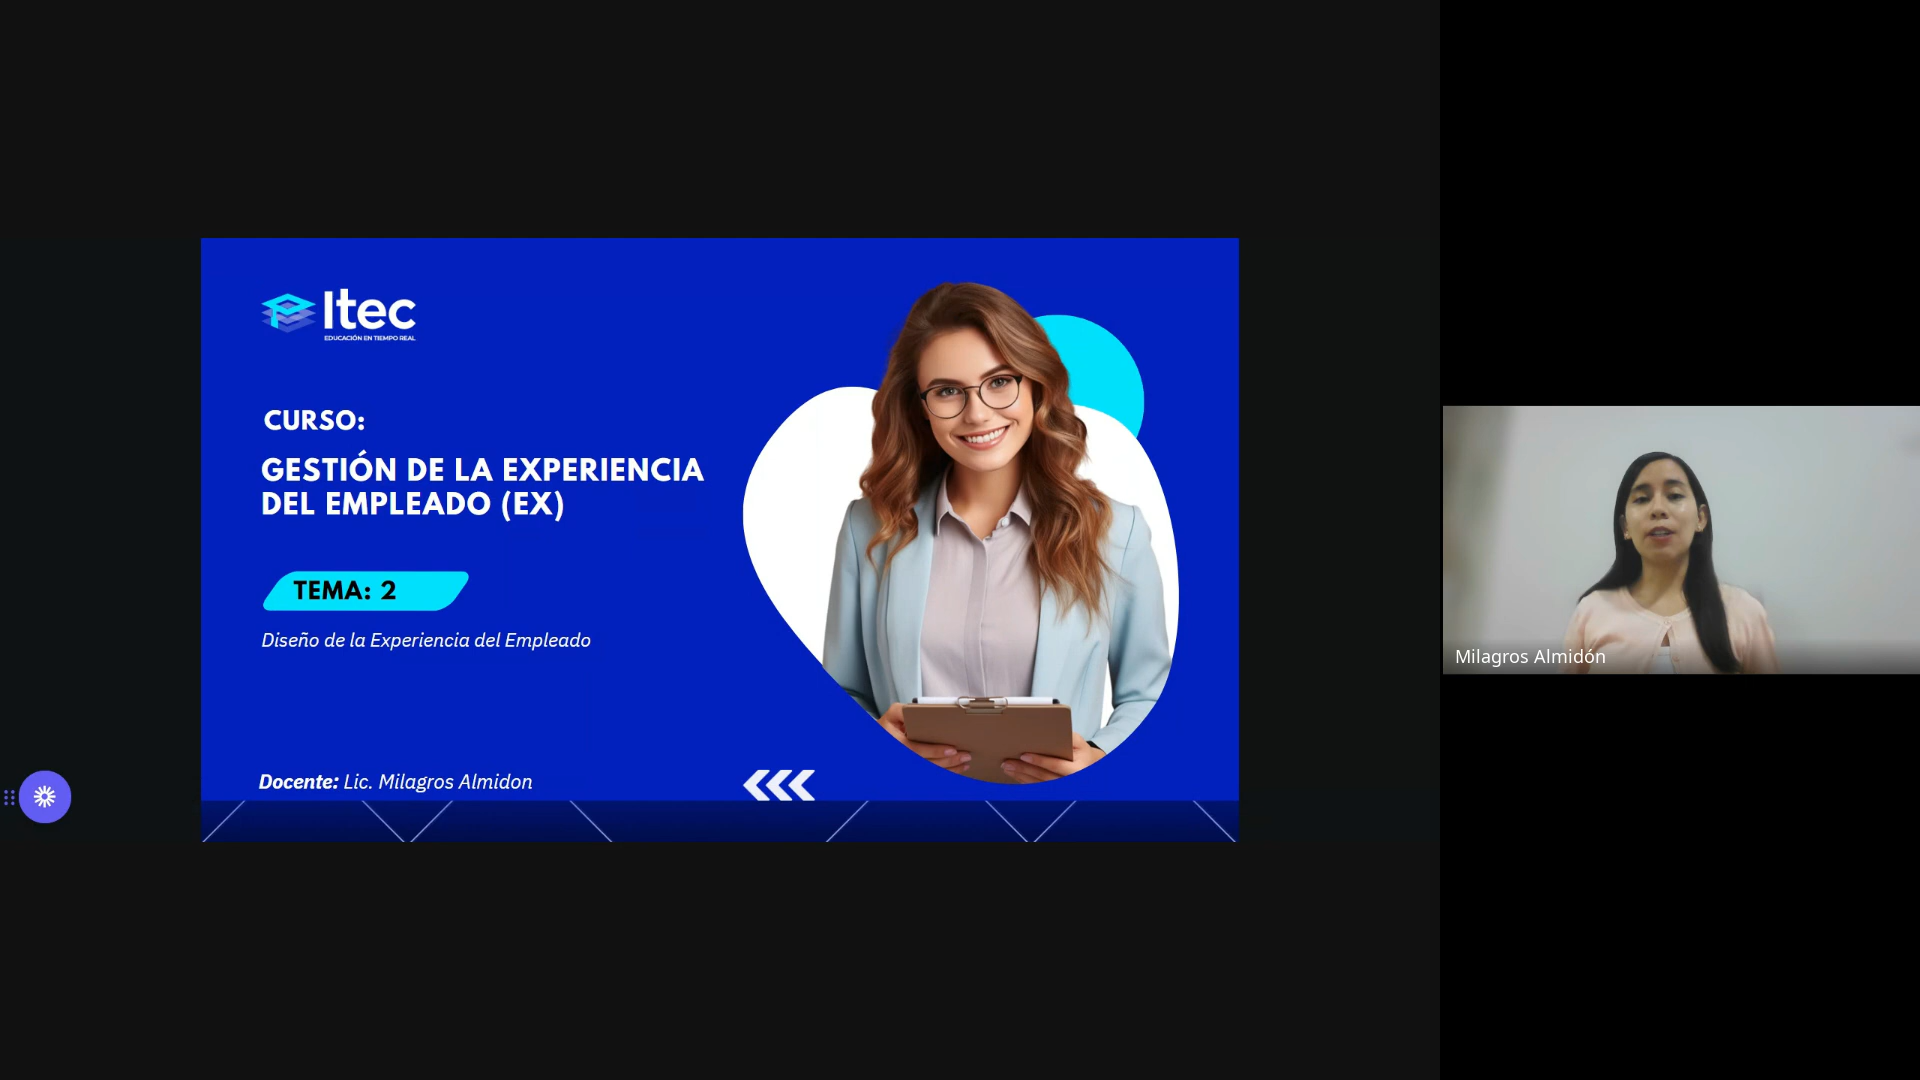 Itec
EDUCACIÓN EN TIEMPO REAL
CURSO:
GESTIÓN DE LA EXPERIENCIA
DEL EMPLEADO (EX)
TEMA: 2
Diseño de la Experiencia del Empleado
Docente: Lic. Milagros Almidon
Milagros Almidón